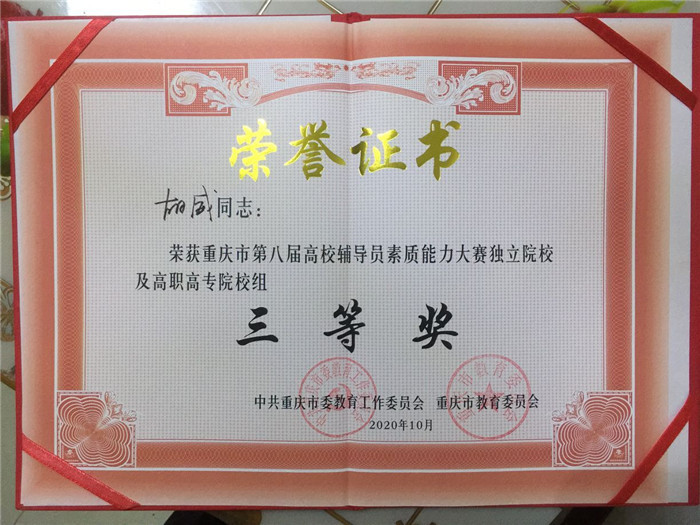 荣誉证书
胡成同志：
荣获重庆市第八届高校辅导员素质能力大赛独立院校
及高职高专院校组
三等奖
中共重庆市委教育工作委员会 重庆市教育委员会
2020年10月